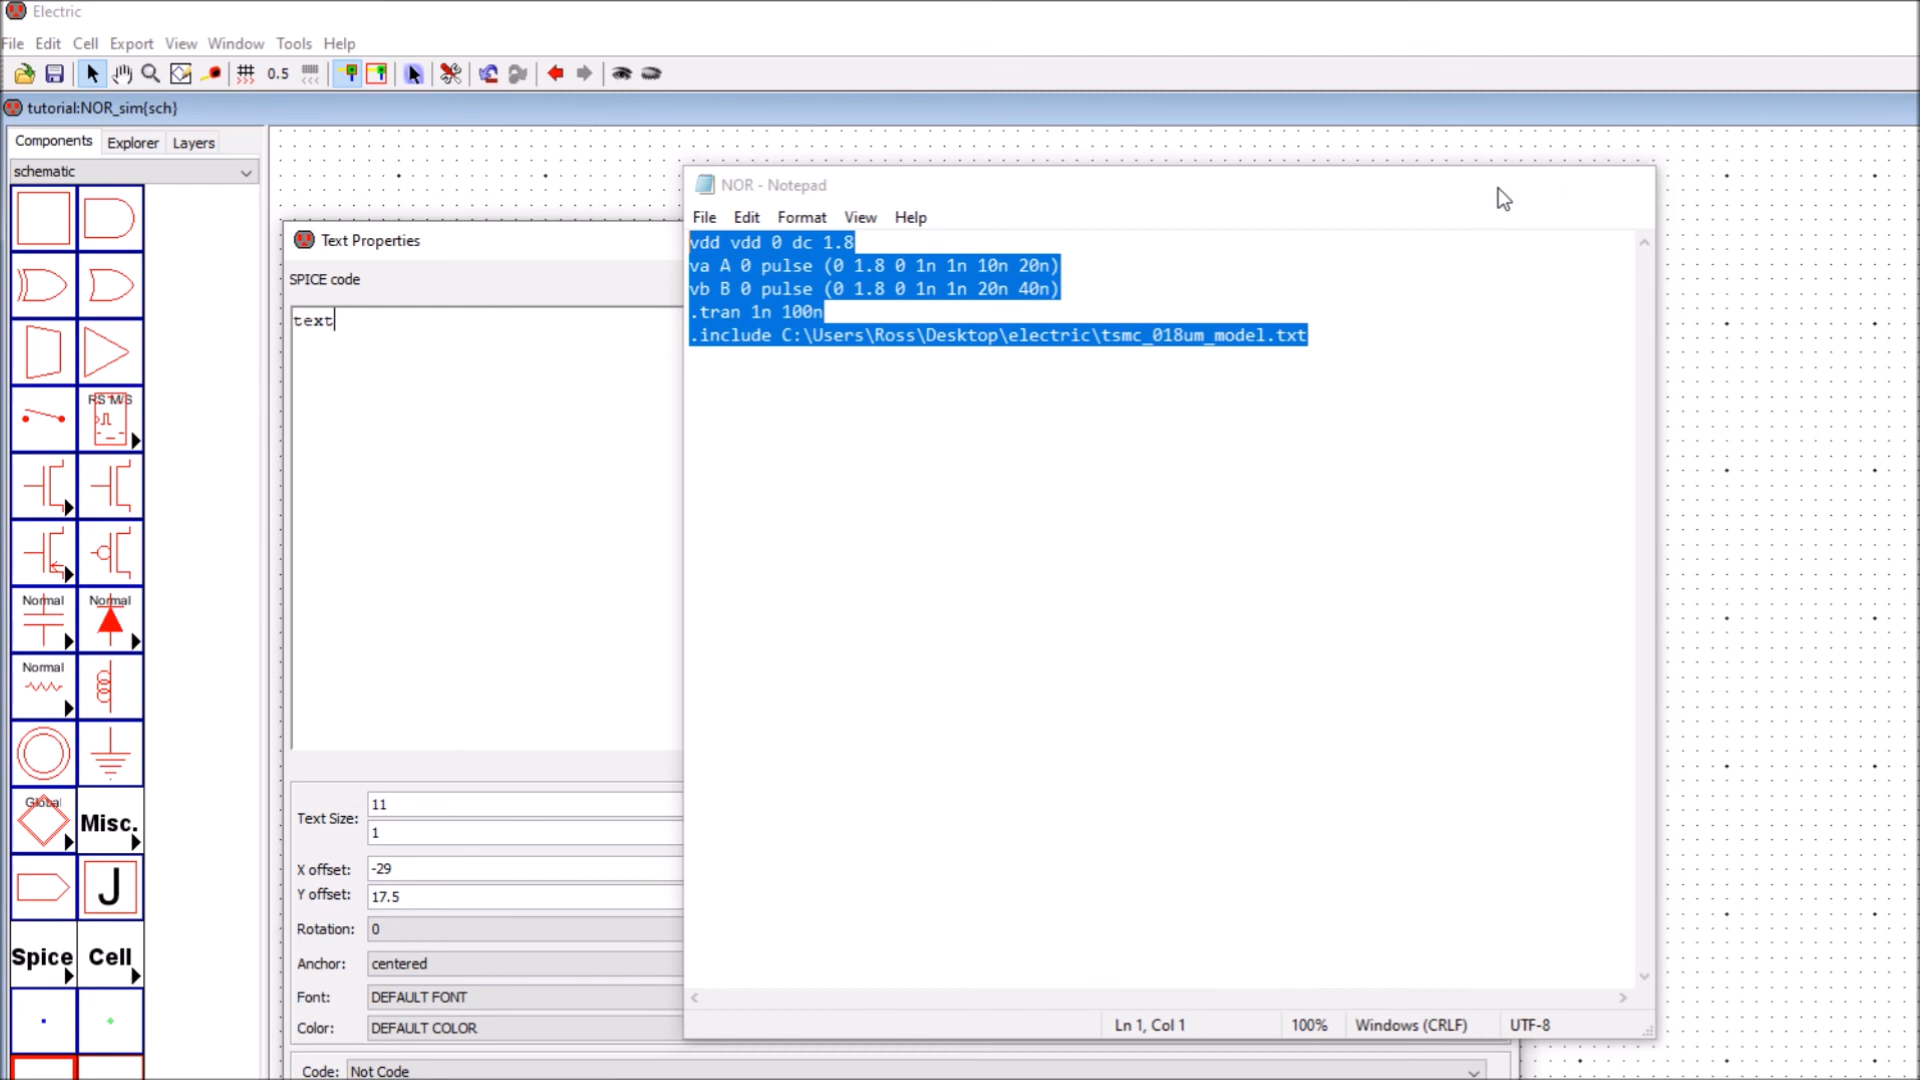 Electric
File Edit Cell Export View Window Tools Help
0.5
tutorial:NOR_sim{sch}
Components Explorer Layers
schematic
RS M/S
Normal Normal
Normal
Global
Misc.
J
Spice Cell
Text Properties
SPICE code
text
Text Size: 11
1
X offset: -29
Y offset: 17.5
Rotation: 0
Anchor: centered
Font: DEFAULT FONT
Color: DEFAULT COLOR
Code: Not Code
NOR - Notepad
File Edit Format View Help
vdd vdd 0 dc 1.8
va A 0 pulse (0 1.8 0 1n 1n 10n 20n)
vb B 0 pulse (0 1.8 0 1n 1n 20n 40n)
.tran 1n 100n
.include C:\Users\Ross\Desktop\electric\tsmc_018um_model.txt
Ln 1, Col 1 100% Windows (CRLF) UTF-8